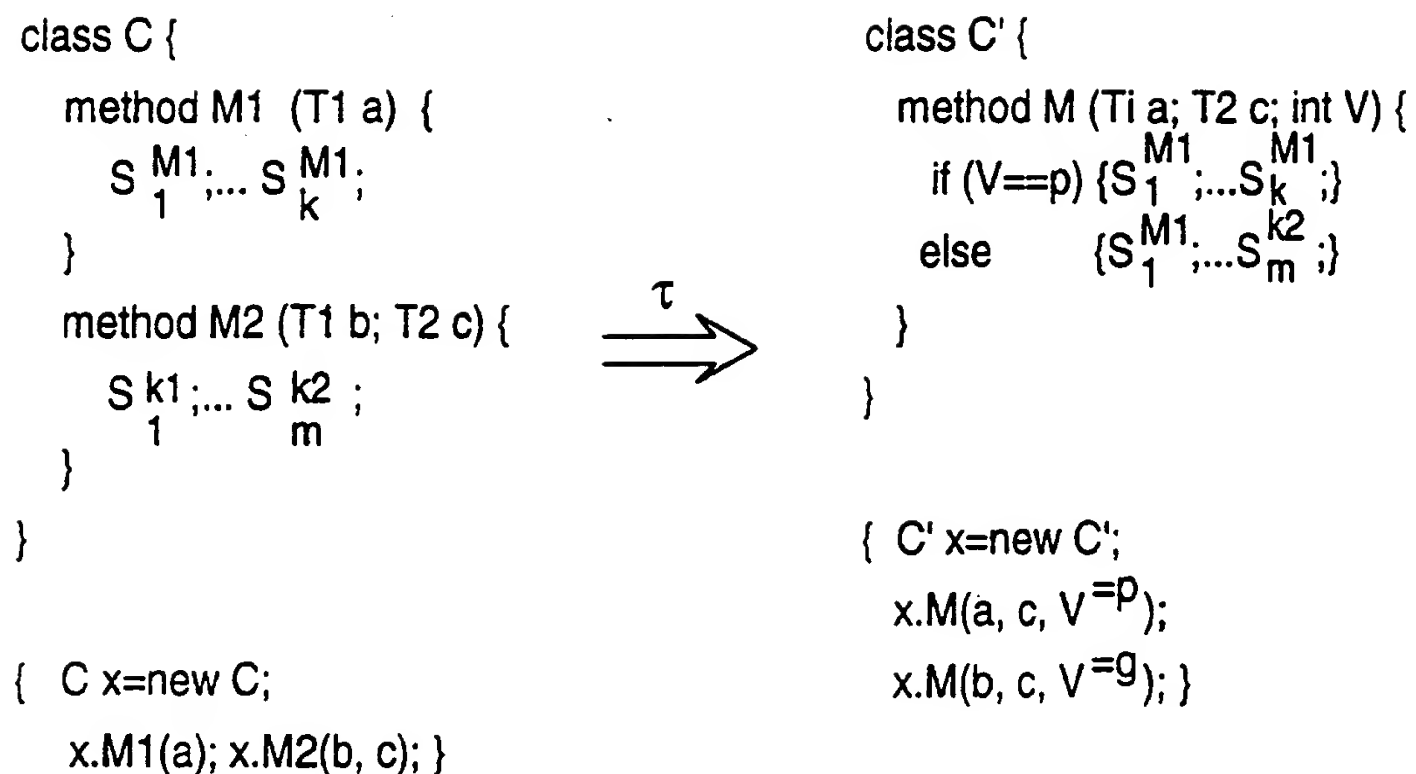 class C {
method M1 (T1 a) {
S M1 1 ;... S M1 k ;
}
method M2 (T1 b; T2 c) {
S k1 1 ;... S k2 m ;
}
}
{ C x=new C;
x.M1(a); x.M2(b, c); }
τ
class C' {
method M (Ti a; T2 c; int V) {
if (V==p) {S M1 1 ;...S M1 k ;}
else {S M1 1 ;...S k2 m ;}
}
}
{ C' x=new C';
x.M(a, c, V =p);
x.M(b, c, V =g); }